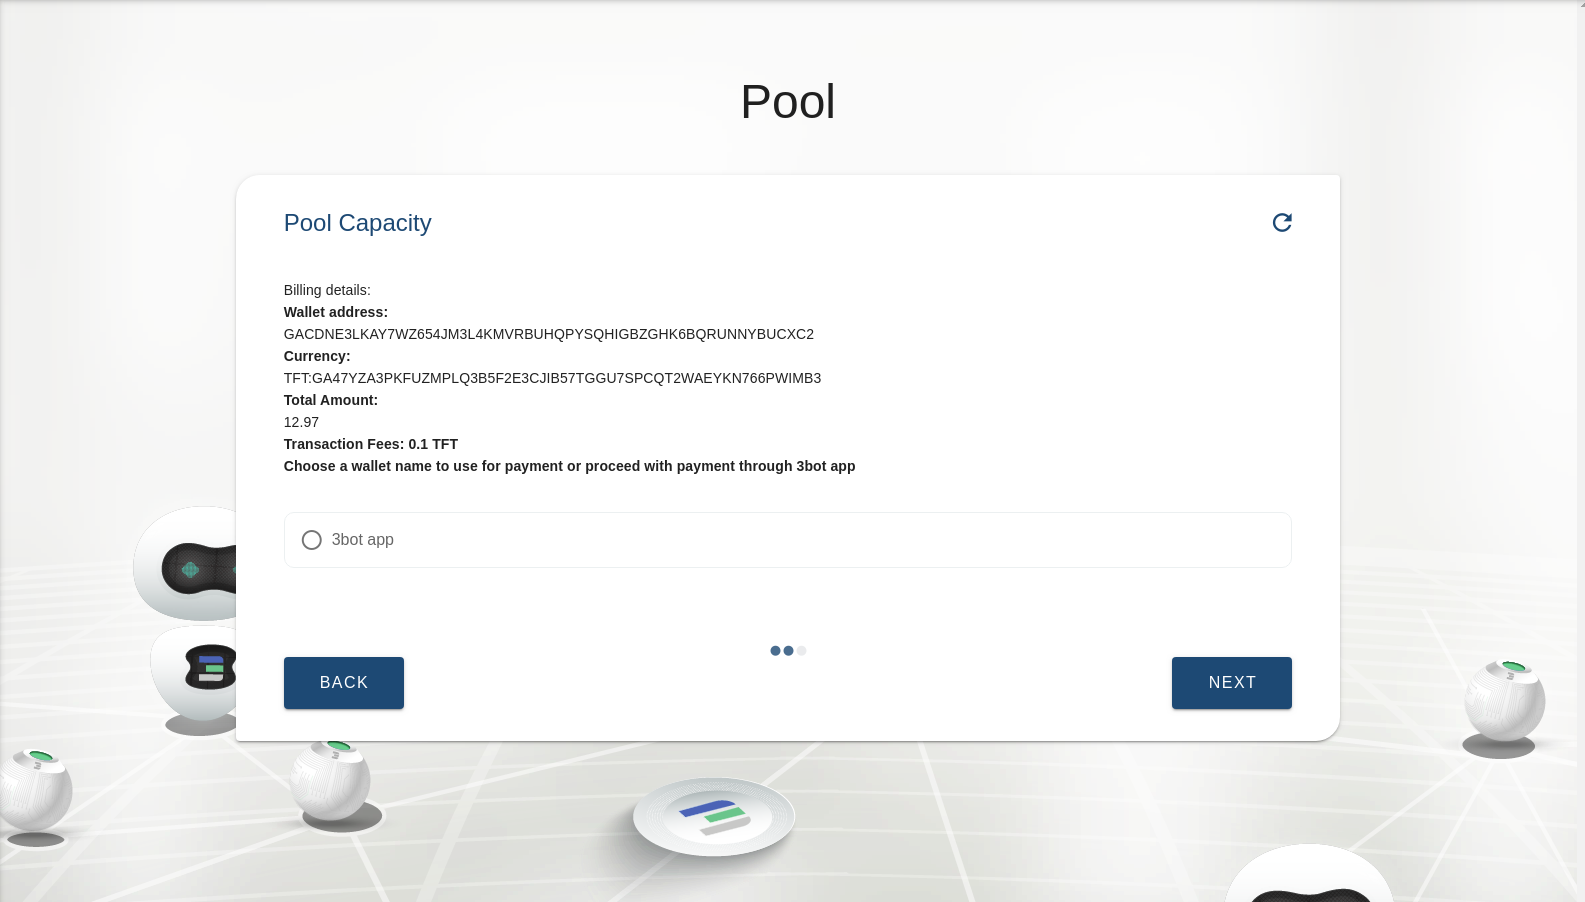 Pool
Pool Capacity
Billing details:
Wallet address:
GACDNE3LKAY7WZ654JM3L4KMVRBUHQPYSQHIGBZGHK6BQRUNNYBUCXC2
Currency:
TFT:GA47YZA3PKFUZMPLQ3B5F2E3CJIB57TGGU7SPCQT2WAEYKN766PWIMB3
Total Amount:
12.97
Transaction Fees: 0.1 TFT
Choose a wallet name to use for payment or proceed with payment through 3bot app
3bot app
BACK
NEXT